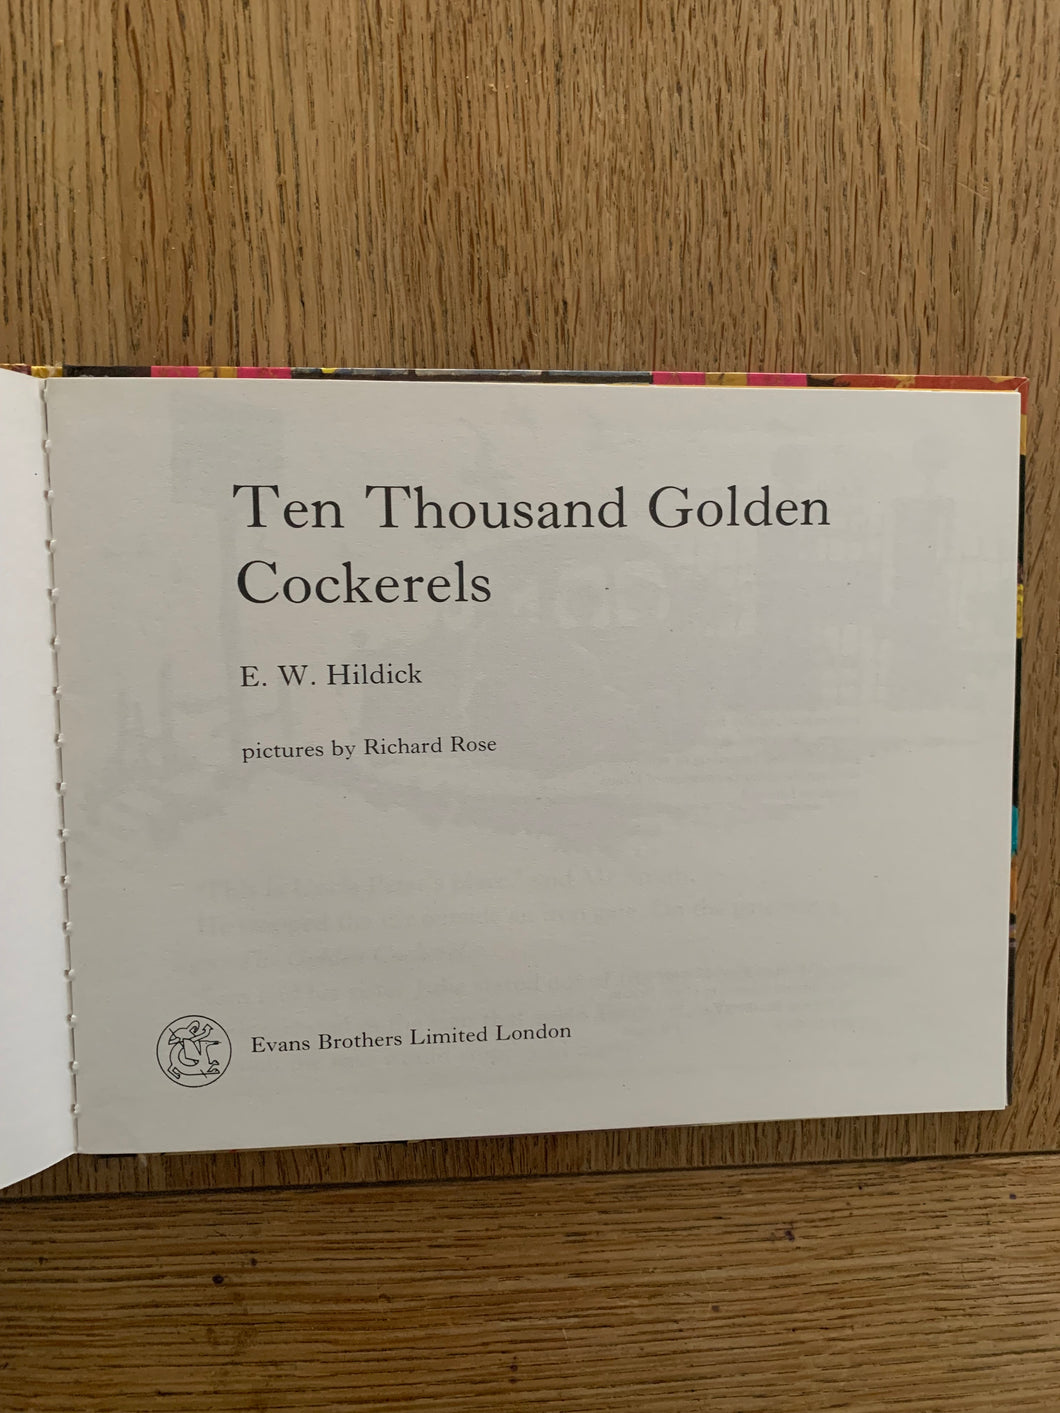 Ten Thousand Golden
Cockerels
E. W. Hildick
pictures by Richard Rose
Evans Brothers Limited London